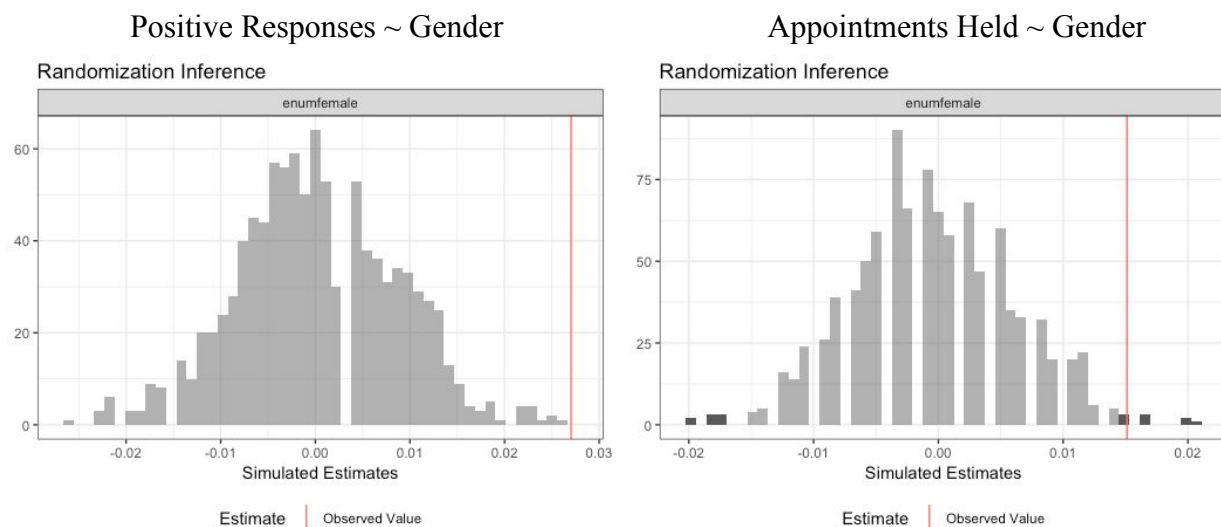 Positive Responses ~ Gender
Randomization Inference
enumfemale
60
40
20
0
-0.02
-0.01
0.00
0.01
0.02
0.03
Simulated Estimates
Estimate
Observed Value
Appointments Held ~ Gender
Randomization Inference
enumfemale
75
50
25
0
-0.02
-0.01
0.00
0.01
0.02
Simulated Estimates
Estimate
Observed Value